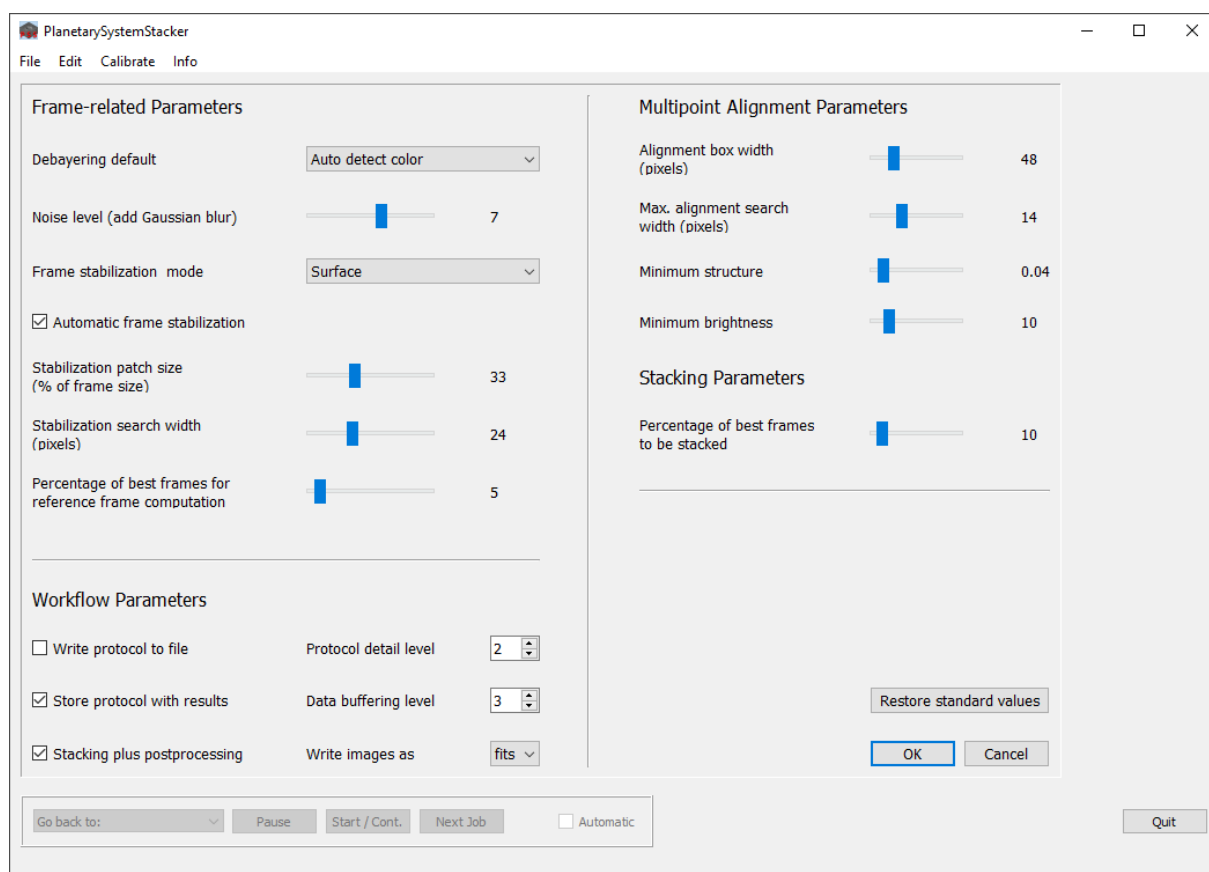 PlanetarySystemStacker
File Edit Calibrate Info
Frame-related Parameters
Debayering default
Auto detect color
Noise level (add Gaussian blur)
7
Frame stabilization mode
Surface
Automatic frame stabilization
Stabilization patch size
(% of frame size)
33
Stabilization search width
(pixels)
24
Percentage of best frames for
reference frame computation
5
Workflow Parameters
Write protocol to file
Protocol detail level
2
Store protocol with results
Data buffering level
3
Stacking plus postprocessing
Write images as
fits
Multipoint Alignment Parameters
Alignment box width
(pixels)
48
Max. alignment search
width (pixels)
14
Minimum structure
0.04
Minimum brightness
10
Stacking Parameters
Percentage of best frames
to be stacked
10
Restore standard values
OK
Cancel
Go back to:
Pause
Start / Cont.
Next Job
Automatic
Quit